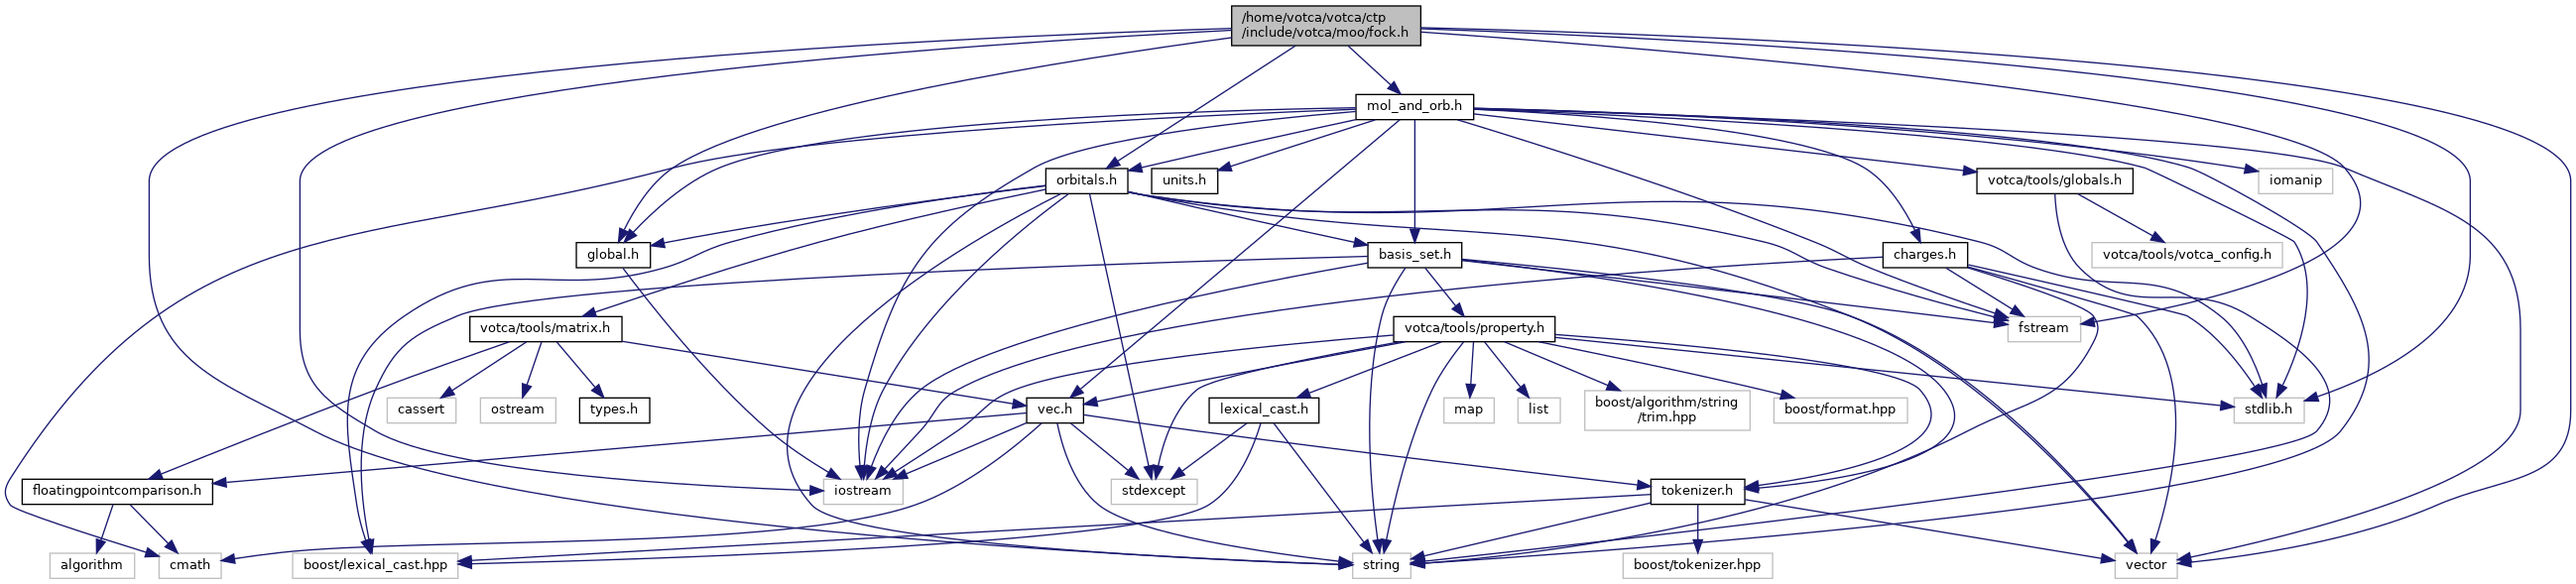 /home/votca/votca/ctp
/include/votca/moo/fock.h
mol_and_orb.h
orbitals.h
units.h
votca/tools/globals.h
iomanip
global.h
basis_set.h
charges.h
votca/tools/votca_config.h
votca/tools/matrix.h
votca/tools/property.h
fstream
cassert
ostream
types.h
vec.h
lexical_cast.h
map
list
boost/algorithm/string
/trim.hpp
boost/format.hpp
stdlib.h
floatingpointcomparison.h
iostream
stdexcept
tokenizer.h
algorithm
cmath
boost/lexical_cast.hpp
string
boost/tokenizer.hpp
vector